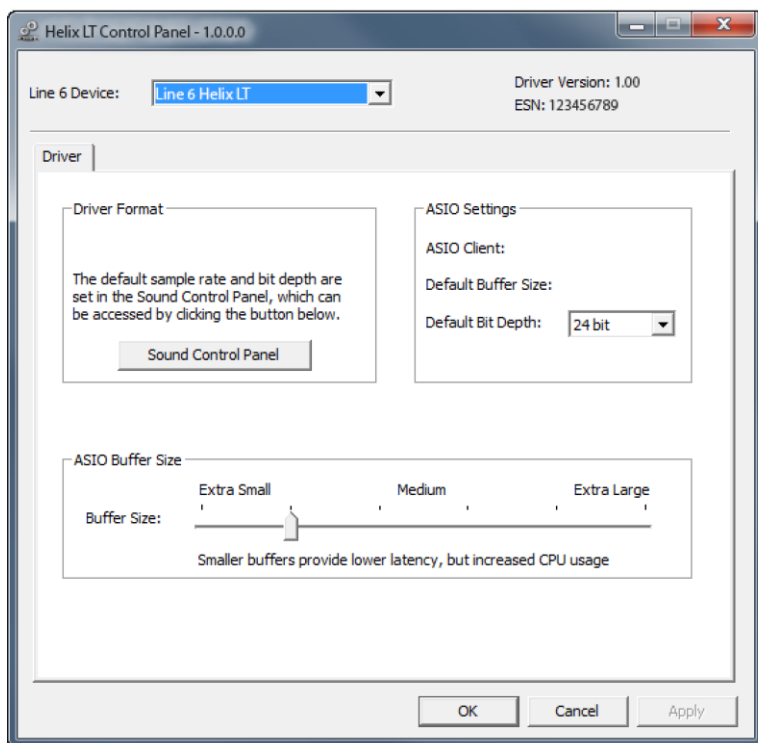 Helix LT Control Panel - 1.0.0.0
Line 6 Device:
Line 6 Helix LT
Driver Version: 1.00
ESN: 123456789
Driver
Driver Format
The default sample rate and bit depth are
set in the Sound Control Panel, which can
be accessed by clicking the button below.
Sound Control Panel
ASIO Settings
ASIO Client:
Default Buffer Size:
Default Bit Depth:
24 bit
ASIO Buffer Size
Extra Small
Medium
Extra Large
Buffer Size:
Smaller buffers provide lower latency, but increased CPU usage
OK
Cancel
Apply